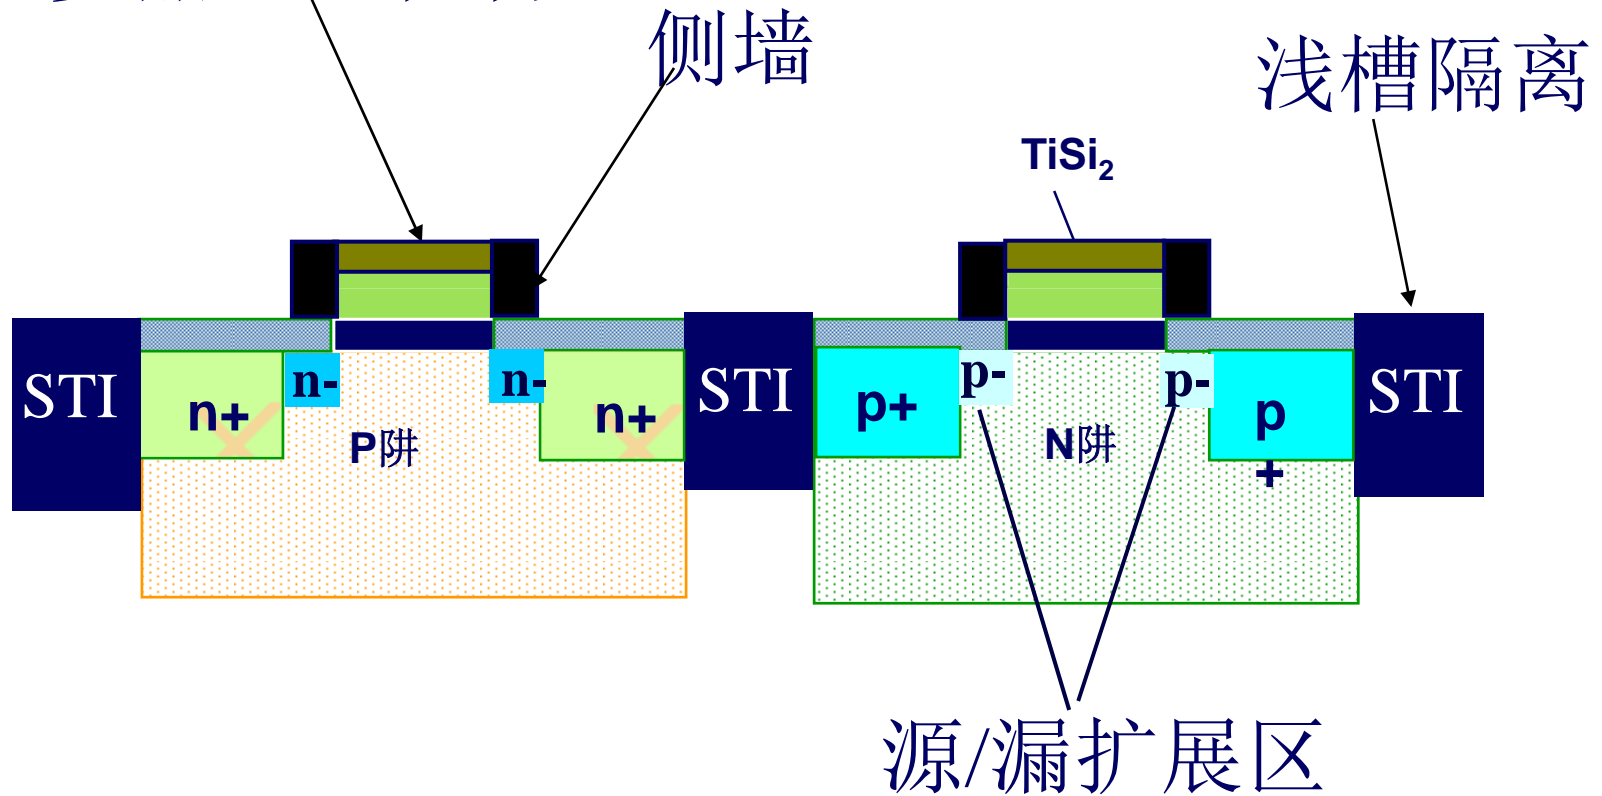 侧墙
浅槽隔离
TiSi₂
STI
n-
n-
STI
p-
p-
STI
n+
n+
p+
p
+
P阱
N阱
源/漏扩展区